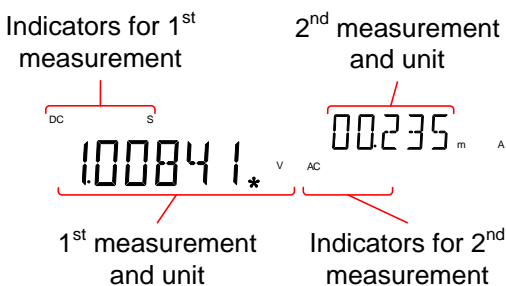 Indicators for 1st
measurement
2nd measurement
and unit
DC S
1.00841.* V
00.235 m A
AC
1st measurement
and unit
Indicators for 2nd
measurement